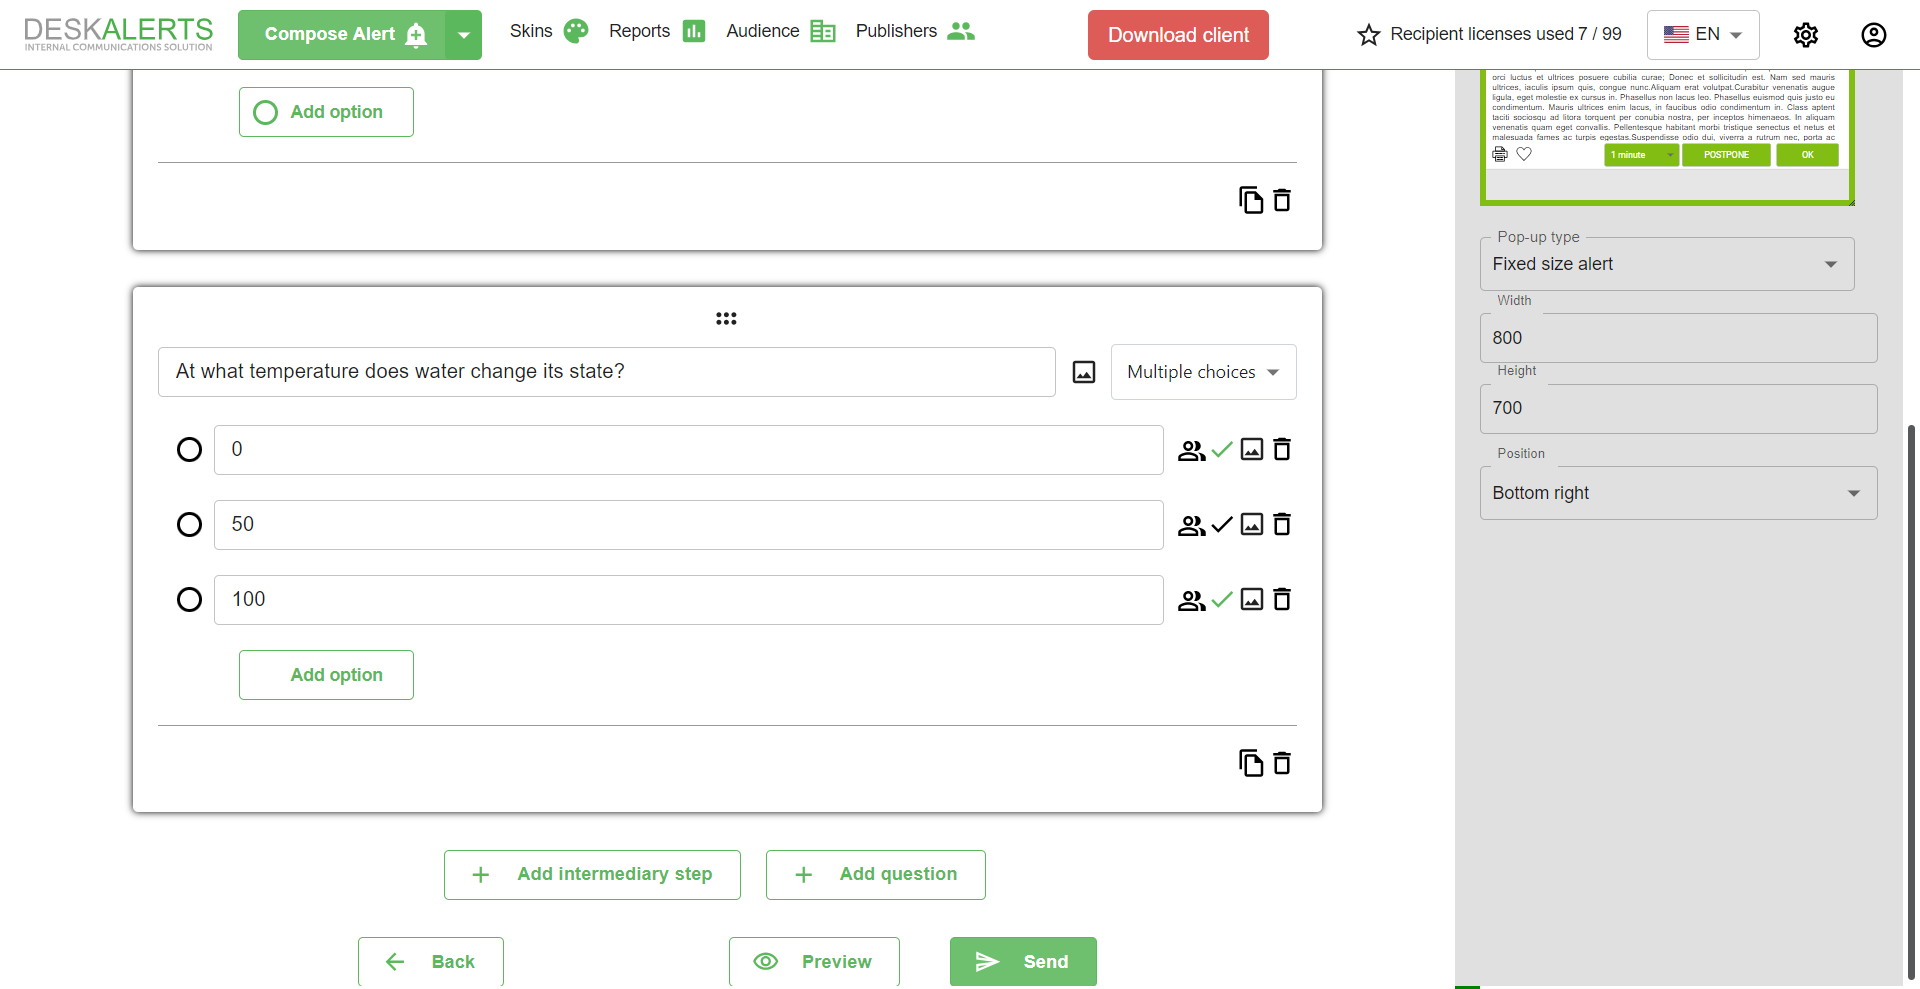 DESKALERTS
INTERNAL COMMUNICATIONS SOLUTION
Compose Alert
Skins
Reports
Audience
Publishers
Download client
Recipient licenses used 7 / 99
EN
Add option
At what temperature does water change its state?
Multiple choices
0
50
100
Add option
Add intermediary step
Add question
Back
Preview
Send
orci luctus et ultrices posuere cubilia curae; Donec et sollicitudin est. Nam sed mauris
ultrices, iaculis ipsum quis, congue nunc.Aliquam erat volutpat.Curabitur venenatis augue
ligula, eget molestie ex cursus in. Phasellus non lacus leo. Phasellus euismod quis justo eu
condimentum. Mauris ultrices enim lacus, in faucibus odio condimentum in. Class aptent
taciti sociosqu ad litora torquent per conubia nostra, per inceptos himenaeos. In aliquam
venenatis quam eget convallis. Pellentesque habitant morbi tristique senectus et netus et
malesuada fames ac turpis egestas.Suspendisse odio dui, viverra a rutrum nec, porta ac
1 minute
POSTPONE
OK
Pop-up type
Fixed size alert
Width
800
Height
700
Position
Bottom right